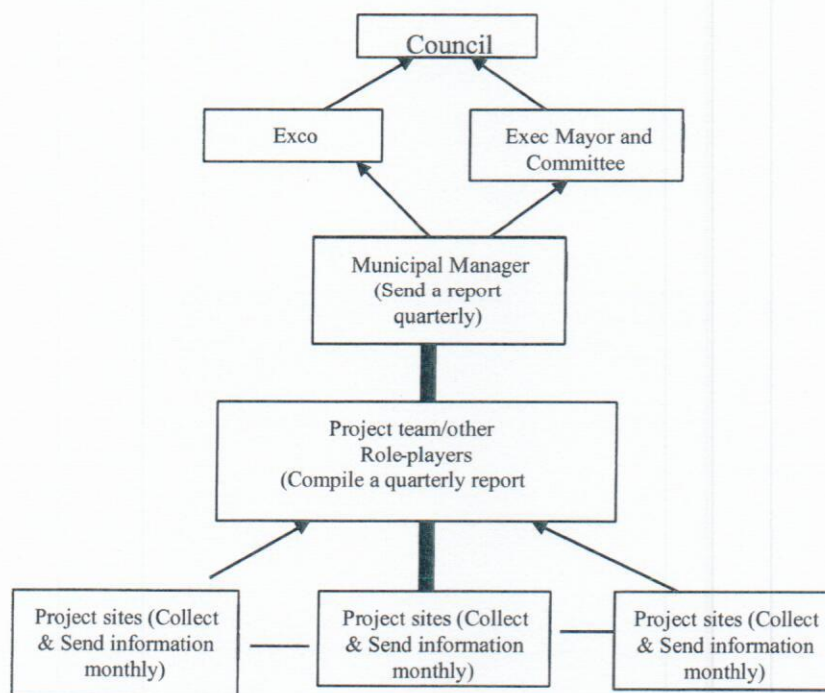 Council
Exco
Exec Mayor and
Committee
Municipal Manager
(Send a report
quarterly)
Project team/other
Role-players
(Compile a quarterly report
Project sites (Collect
& Send information
monthly)
Project sites (Collect
& Send information
monthly)
Project sites (Collect
& Send information
monthly)